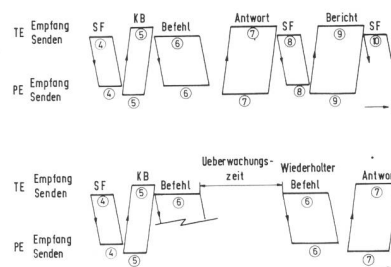 SF KB Befehl Antwort SF Bericht SF
TE Empfang Senden ④ ⑤ ⑥ ⑦ ⑧ ⑨ ⑩
PE Empfang Senden ④ ⑤ ⑥ ⑦ ⑧ ⑨
Ueberwachungs-
zeit
SF KB Befehl Wiederholter Befehl Antwo
TE Empfang Senden ④ ⑤ ⑥ ⑥ ⑦
PE Empfang Senden ④ ⑤ ⑥ ⑦